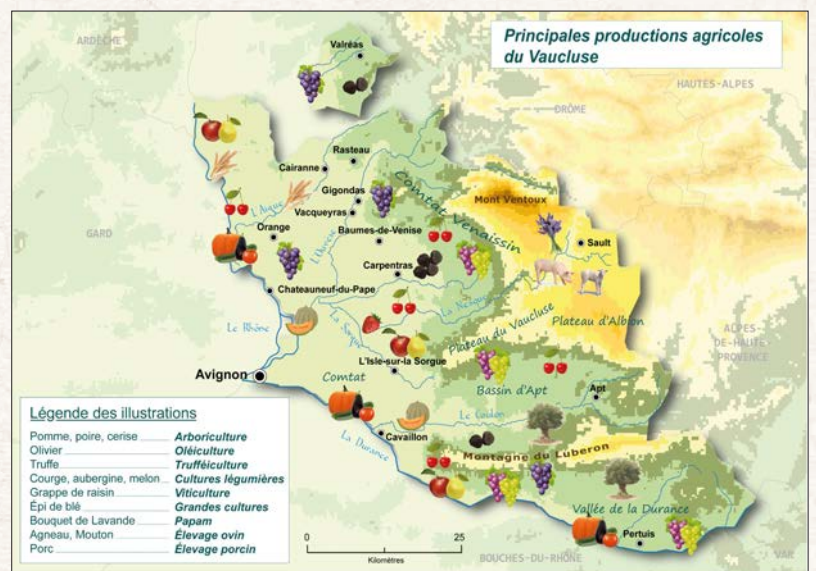 Principales productions agricoles
du Vaucluse
ARDÈCHE
Valréas
HAUTES-ALPES
DRÔME
Rasteau
Cairanne
Mont Ventoux
Gigondas
Comtat Venaissin
L'Aigue
Vacqueyras
GARD
Orange
L'Ouvèze
Baumes-de-Venise
Sault
Carpentras
Chateauneuf-du-Pape
La Nesque
Le Rhône
La Sorgue
Plateau du Vaucluse
Plateau d'Albion
ALPES-
DE-HAUTE-
PROVENCE
L'Isle-sur-la Sorgue
Avignon
Comtat
Bassin d'Apt
Apt
Le Coulon
Cavaillon
La Durance
Montagne du Luberon
Vallée de la Durance
Pertuis
BOUCHES-DU-RHÔNE
VAR
Légende des illustrations
Pomme, poire, cerise Arboriculture
Olivier Oléiculture
Truffe Trufféiculture
Courge, aubergine, melon Cultures légumières
Grappe de raisin Viticulture
Épi de blé Grandes cultures
Bouquet de Lavande Papam
Agneau, Mouton Élevage ovin
Porc Élevage porcin
0 25
Kilomètres